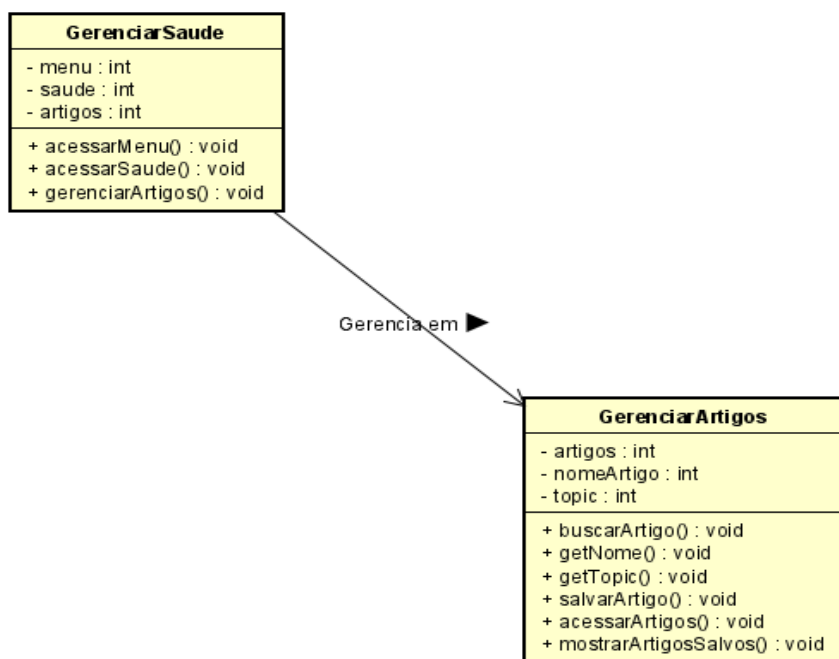 GerenciarSaude
- menu : int
- saude : int
- artigos : int
+ acessarMenu() : void
+ acessarSaude() : void
+ gerenciarArtigos() : void
Gerencia em
GerenciarArtigos
- artigos : int
- nomeArtigo : int
- topic : int
+ buscarArtigo() : void
+ getNome() : void
+ getTopic() : void
+ salvarArtigo() : void
+ acessarArtigos() : void
+ mostrarArtigosSalvos() : void